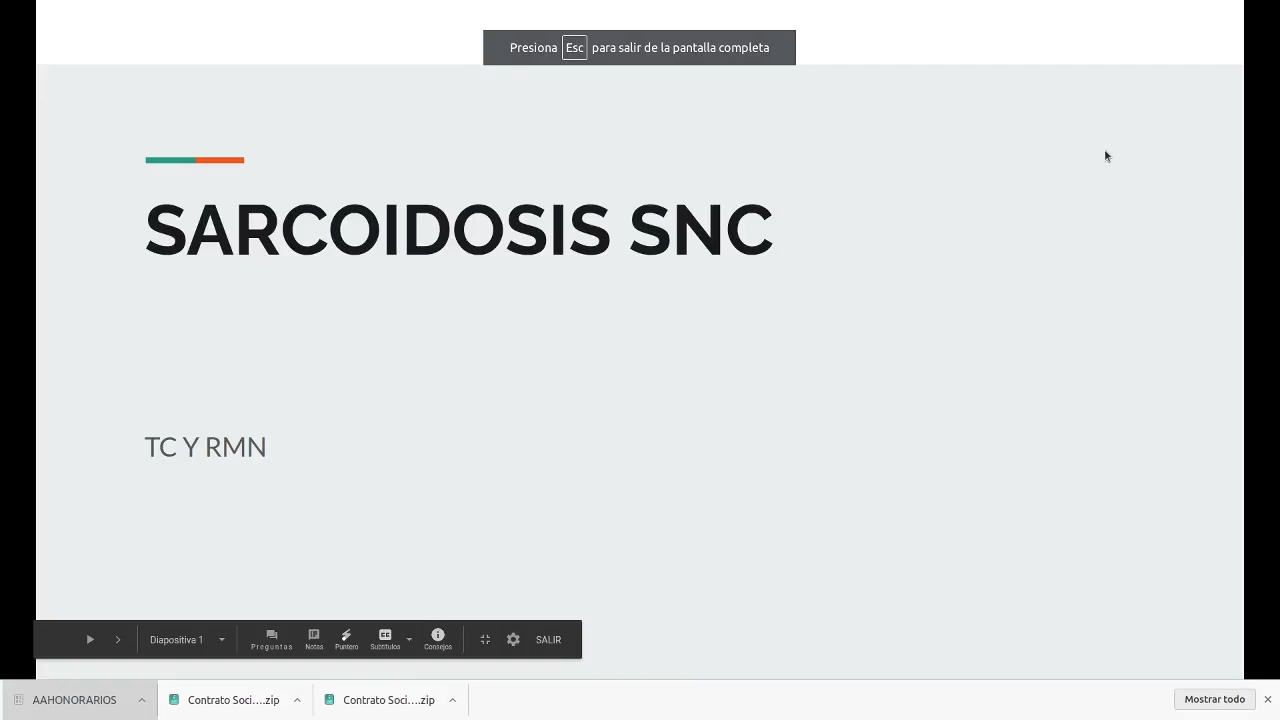 Presiona Esc para salir de la pantalla completa
SARCOIDOSIS SNC
TC Y RMN
Diapositiva 1
Preguntas
Notas
Puntero
CC
Subtítulos
Consejos
SALIR
AAHONORARIOS
Contrato Soci....zip
Contrato Soci....zip
Mostrar todo